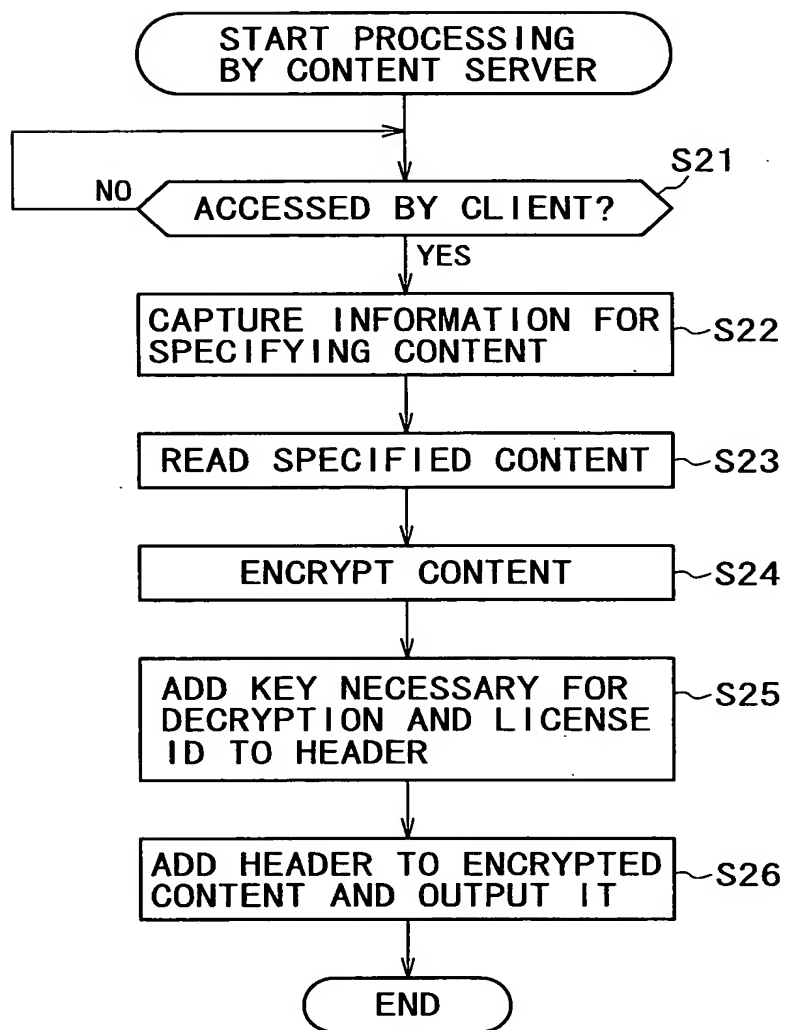 START PROCESSING
BY CONTENT SERVER
S21
NO
ACCESSED BY CLIENT?
YES
CAPTURE INFORMATION FOR
SPECIFYING CONTENT
S22
READ SPECIFIED CONTENT
S23
ENCRYPT CONTENT
S24
ADD KEY NECESSARY FOR
DECRYPTION AND LICENSE
ID TO HEADER
S25
ADD HEADER TO ENCRYPTED
CONTENT AND OUTPUT IT
S26
END